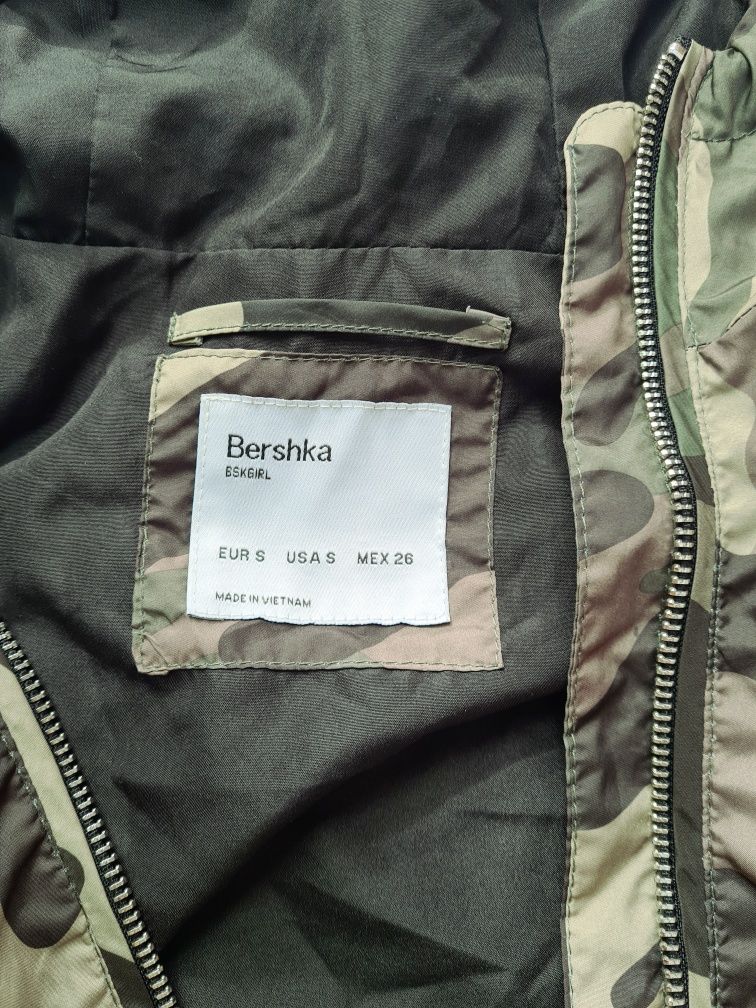 Bershka
BSKGIRL
EUR S USA S MEX 26
MADE IN VIETNAM